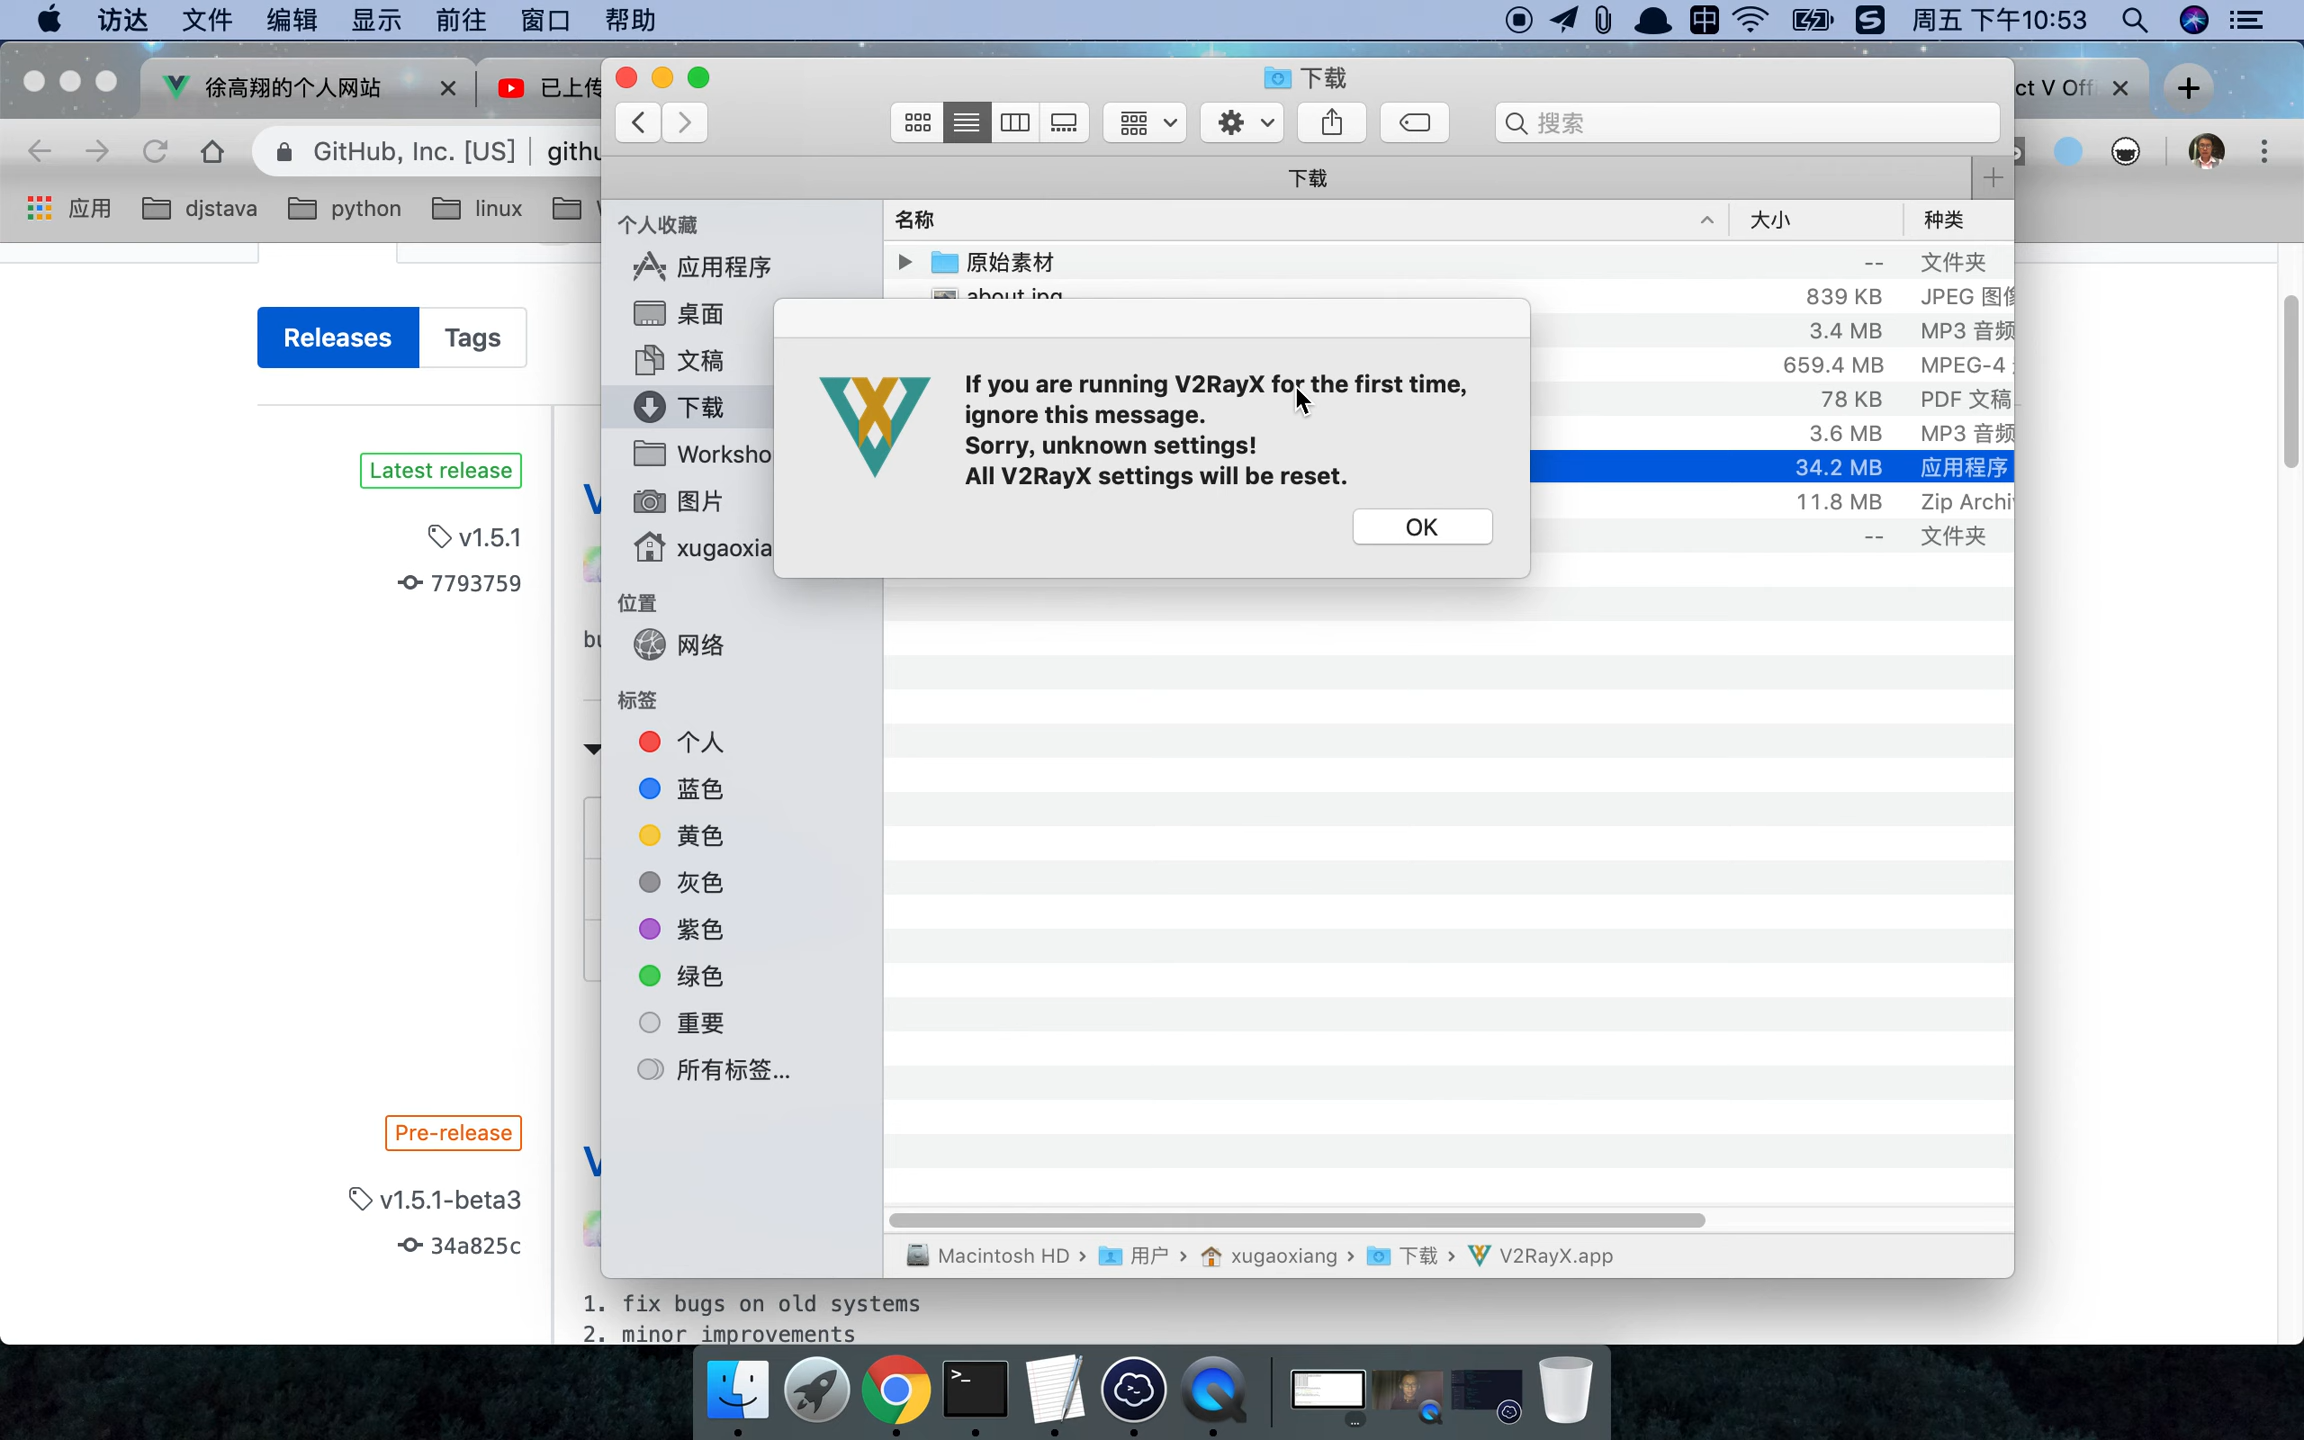 访达 文件 编辑 显示 前往 窗口 帮助
中 周五 下午10:53
徐高翔的个人网站
已上传
下载
ct V Off
GitHub, Inc. [US] githu
搜索
应用 djstava python linux
下载
个人收藏
应用程序
桌面
文稿
下载
Worksho
图片
xugaoxia
位置
网络
标签
个人
蓝色
黄色
灰色
紫色
绿色
重要
所有标签...
名称 大小 种类
原始素材 -- 文件夹
about.jpg 839 KB JPEG 图像
3.4 MB MP3 音频
659.4 MB MPEG-4
78 KB PDF 文稿
3.6 MB MP3 音频
34.2 MB 应用程序
11.8 MB Zip Archi
-- 文件夹
If you are running V2RayX for the first time,
ignore this message.
Sorry, unknown settings!
All V2RayX settings will be reset.
OK
Macintosh HD › 用户 › xugaoxiang › 下载 › V2RayX.app
Releases Tags
Latest release
v1.5.1
7793759
bu
Pre-release
v1.5.1-beta3
34a825c
1. fix bugs on old systems
2. minor improvements